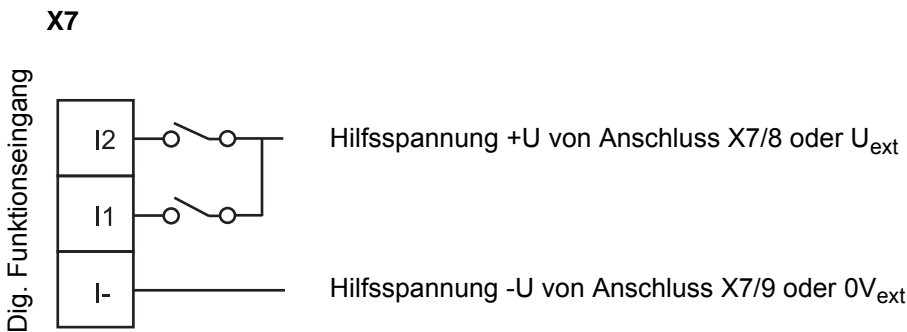 X7
Dig. Funktionseingang
I2
Hilfsspannung +U von Anschluss X7/8 oder Uext
I1
I-
Hilfsspannung -U von Anschluss X7/9 oder 0Vext